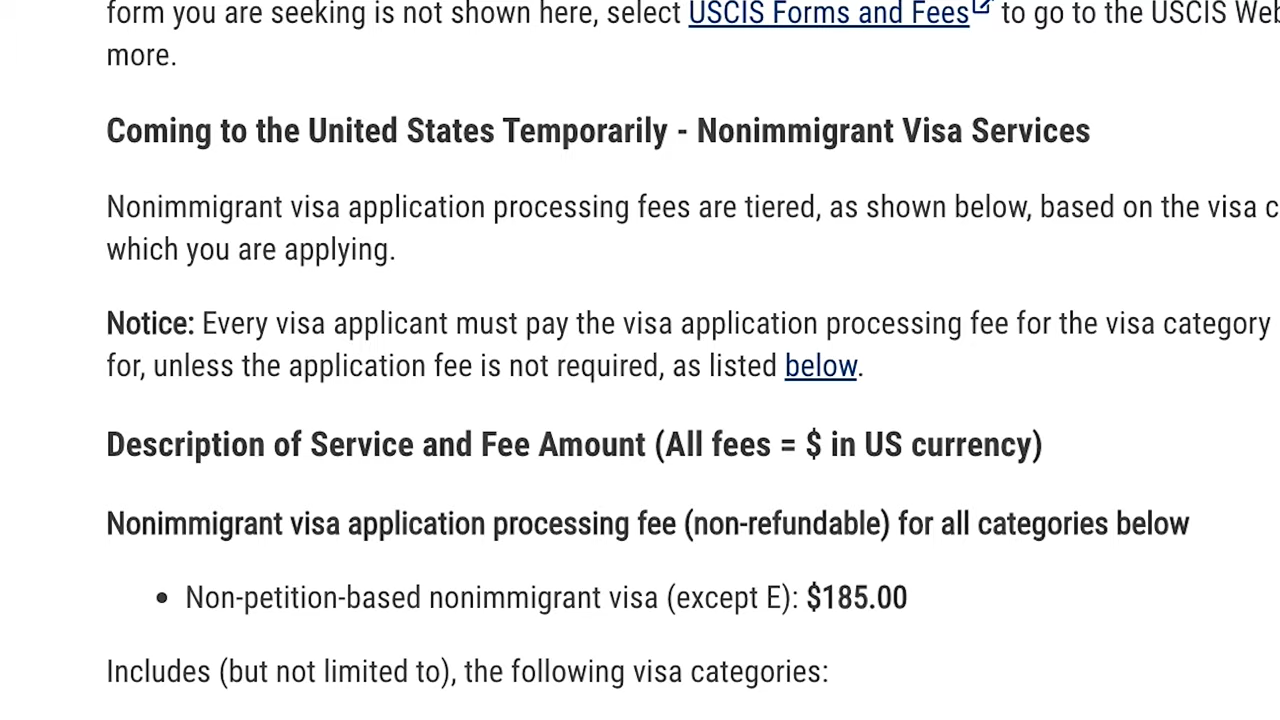 form you are seeking is not shown here, select USCIS Forms and Fees to go to the USCIS
more.
Coming to the United States Temporarily - Nonimmigrant Visa Services
Nonimmigrant visa application processing fees are tiered, as shown below, based on the visa
which you are applying.
Notice: Every visa applicant must pay the visa application processing fee for the visa category
for, unless the application fee is not required, as listed below.
Description of Service and Fee Amount (All fees = $ in US currency)
Nonimmigrant visa application processing fee (non-refundable) for all categories below
• Non-petition-based nonimmigrant visa (except E): $185.00
Includes (but not limited to), the following visa categories: